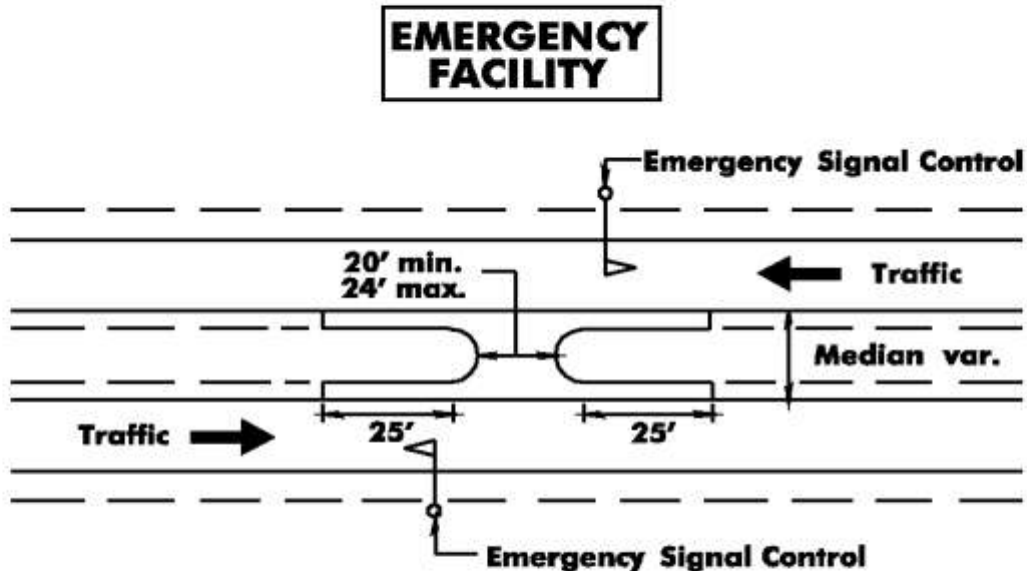 EMERGENCY
FACILITY
Emergency Signal Control
20' min.
24' max.
Traffic
Median var.
Traffic
25'
25'
Emergency Signal Control